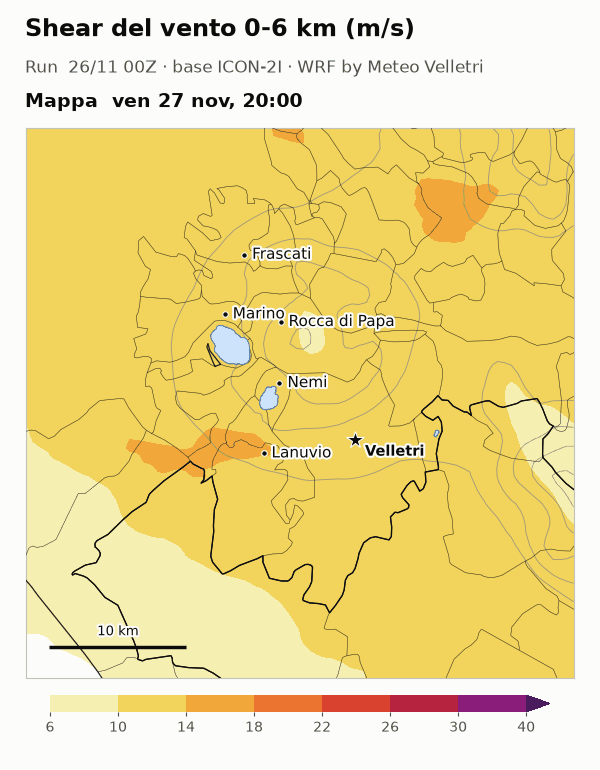 Shear del vento 0-6 km (m/s)
Run  26/11 00Z · base ICON-2I · WRF by Meteo Velletri
Mappa  ven 27 nov, 20:00
Frascati
Marino
Rocca di Papa
Nemi
Velletri
Lanuvio
10 km
6 10 14 18 22 26 30 40